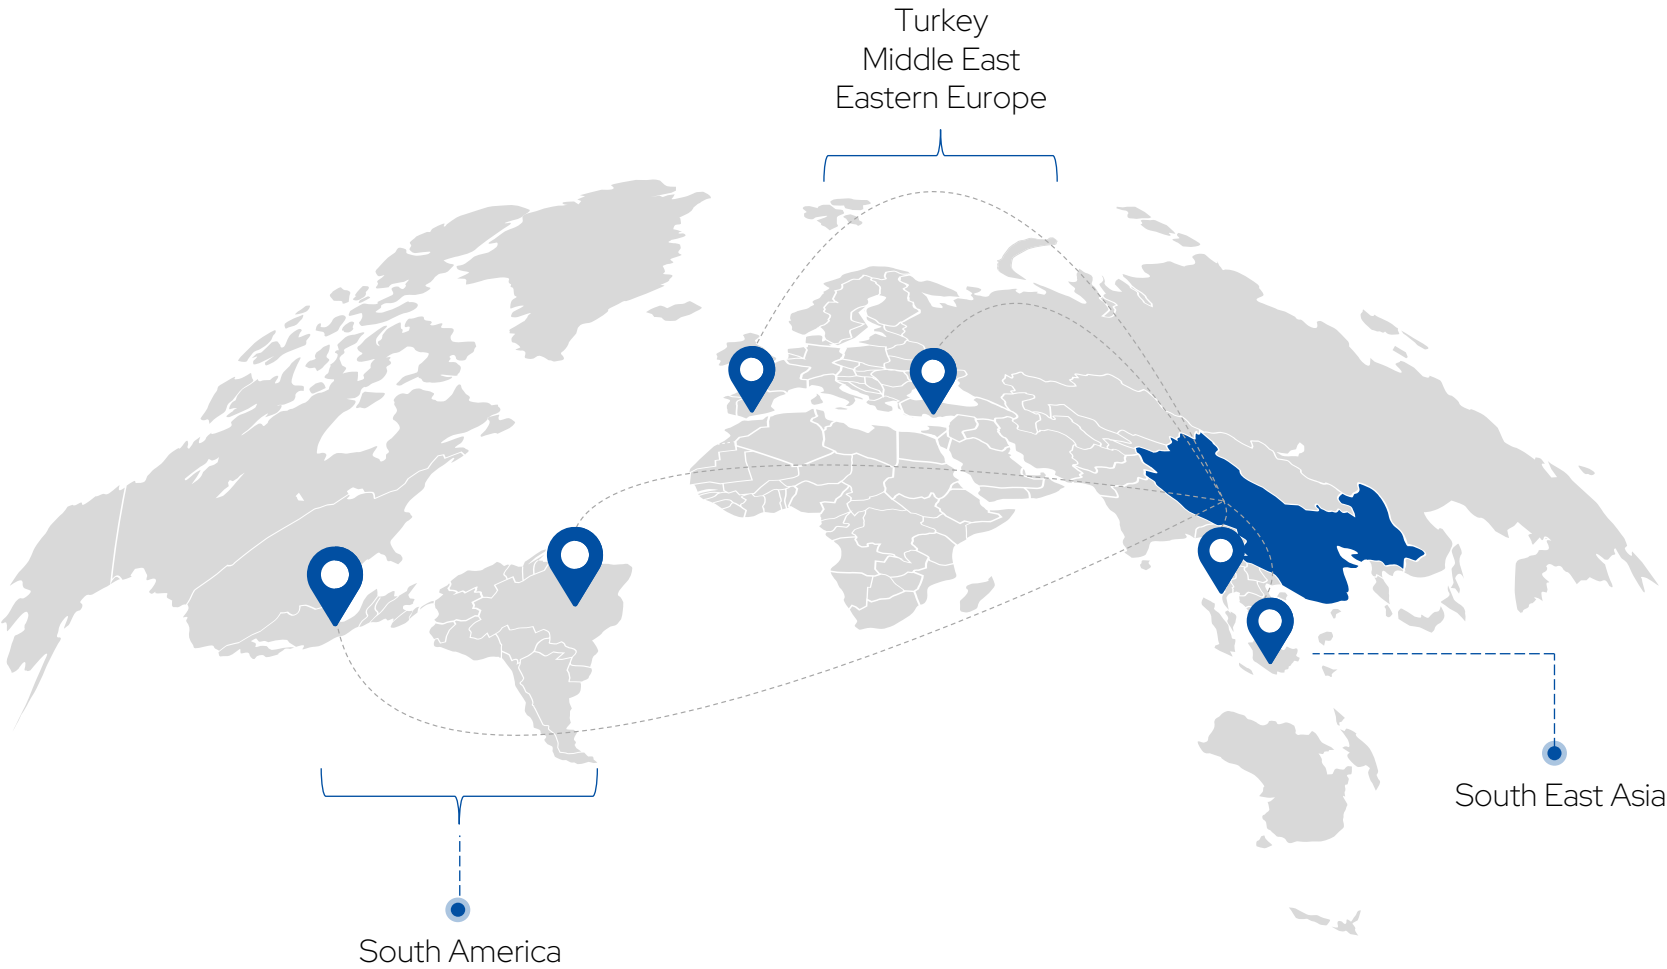 Turkey
Middle East
Eastern Europe
South East Asia
South America